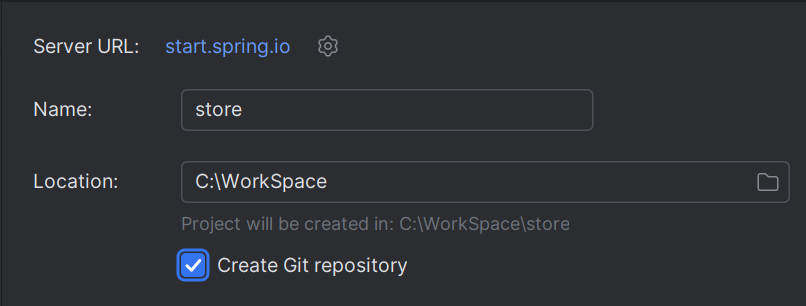 Server URL: start.spring.io
Name: store
Location: C:\WorkSpace
Project will be created in: C:\WorkSpace\store
Create Git repository